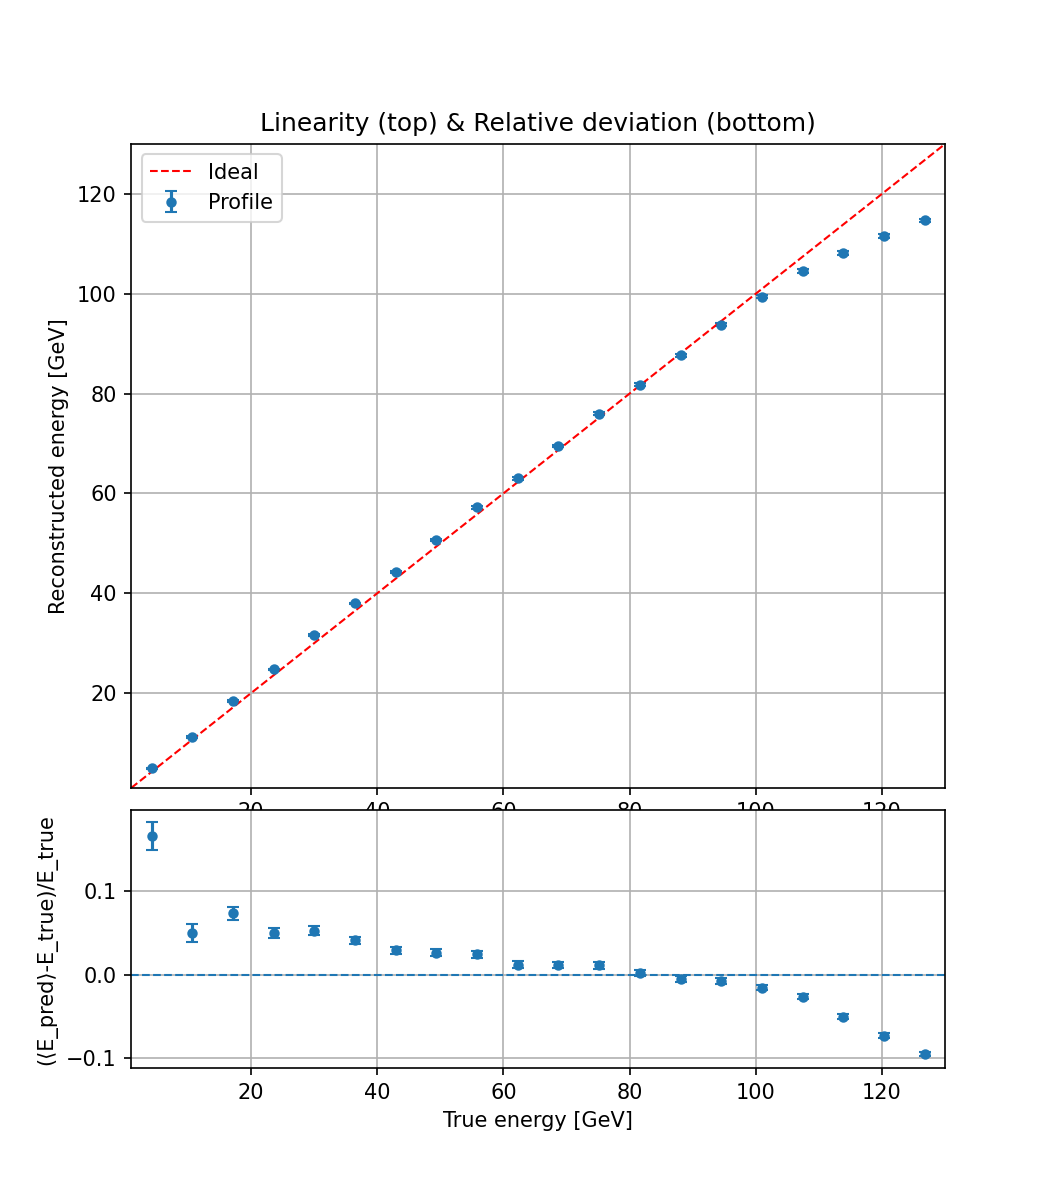 Linearity (top) & Relative deviation (bottom)
Ideal
Profile
Reconstructed energy [GeV]
120
100
80
60
40
20
20 40 60 80 100 120
((E_pred)-E_true)/E_true
0.1
0.0
−0.1
20 40 60 80 100 120
True energy [GeV]